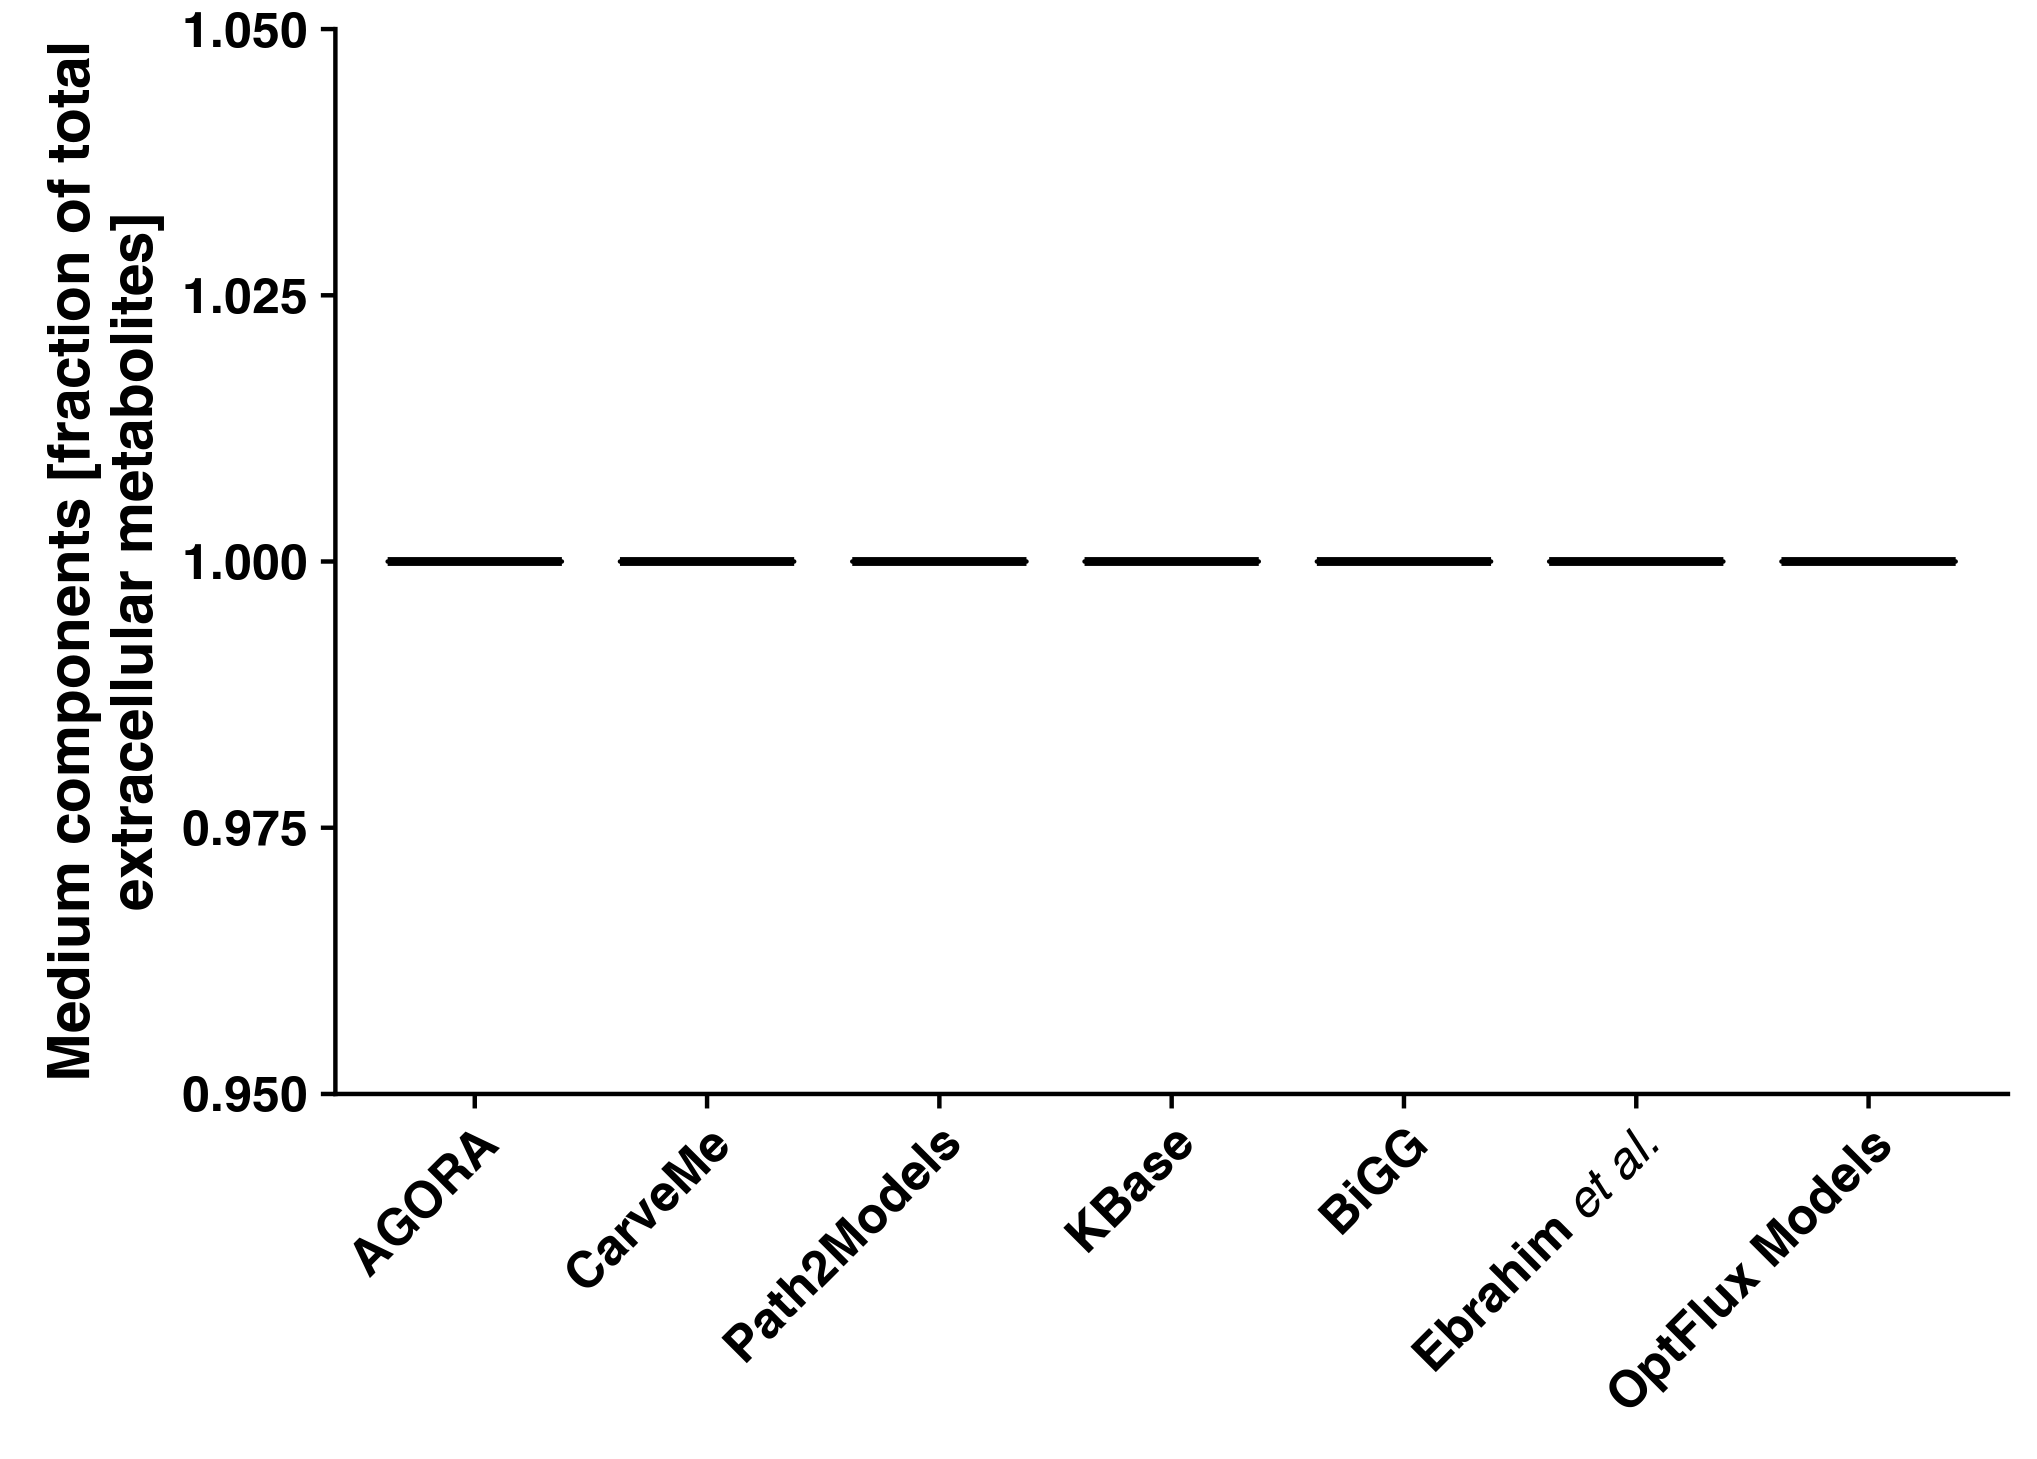 Medium components [fraction of total
extracellular metabolites]
1.050
1.025
1.000
0.975
0.950
AGORA
CarveMe
Path2Models
KBase
BiGG
Ebrahim et al.
OptFlux Models